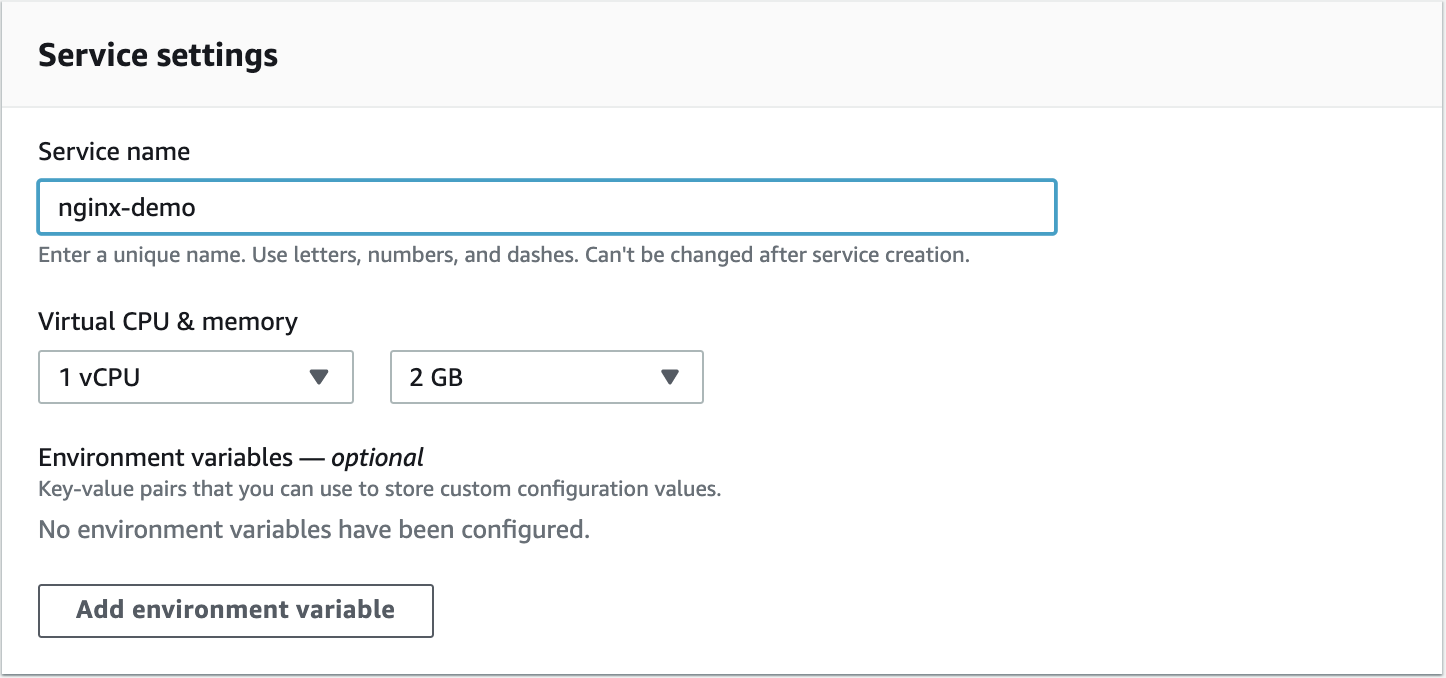 Service settings
Service name
nginx-demo
Enter a unique name. Use letters, numbers, and dashes. Can't be changed after service creation.
Virtual CPU & memory
1 vCPU
2 GB
Environment variables — optional
Key-value pairs that you can use to store custom configuration values.
No environment variables have been configured.
Add environment variable